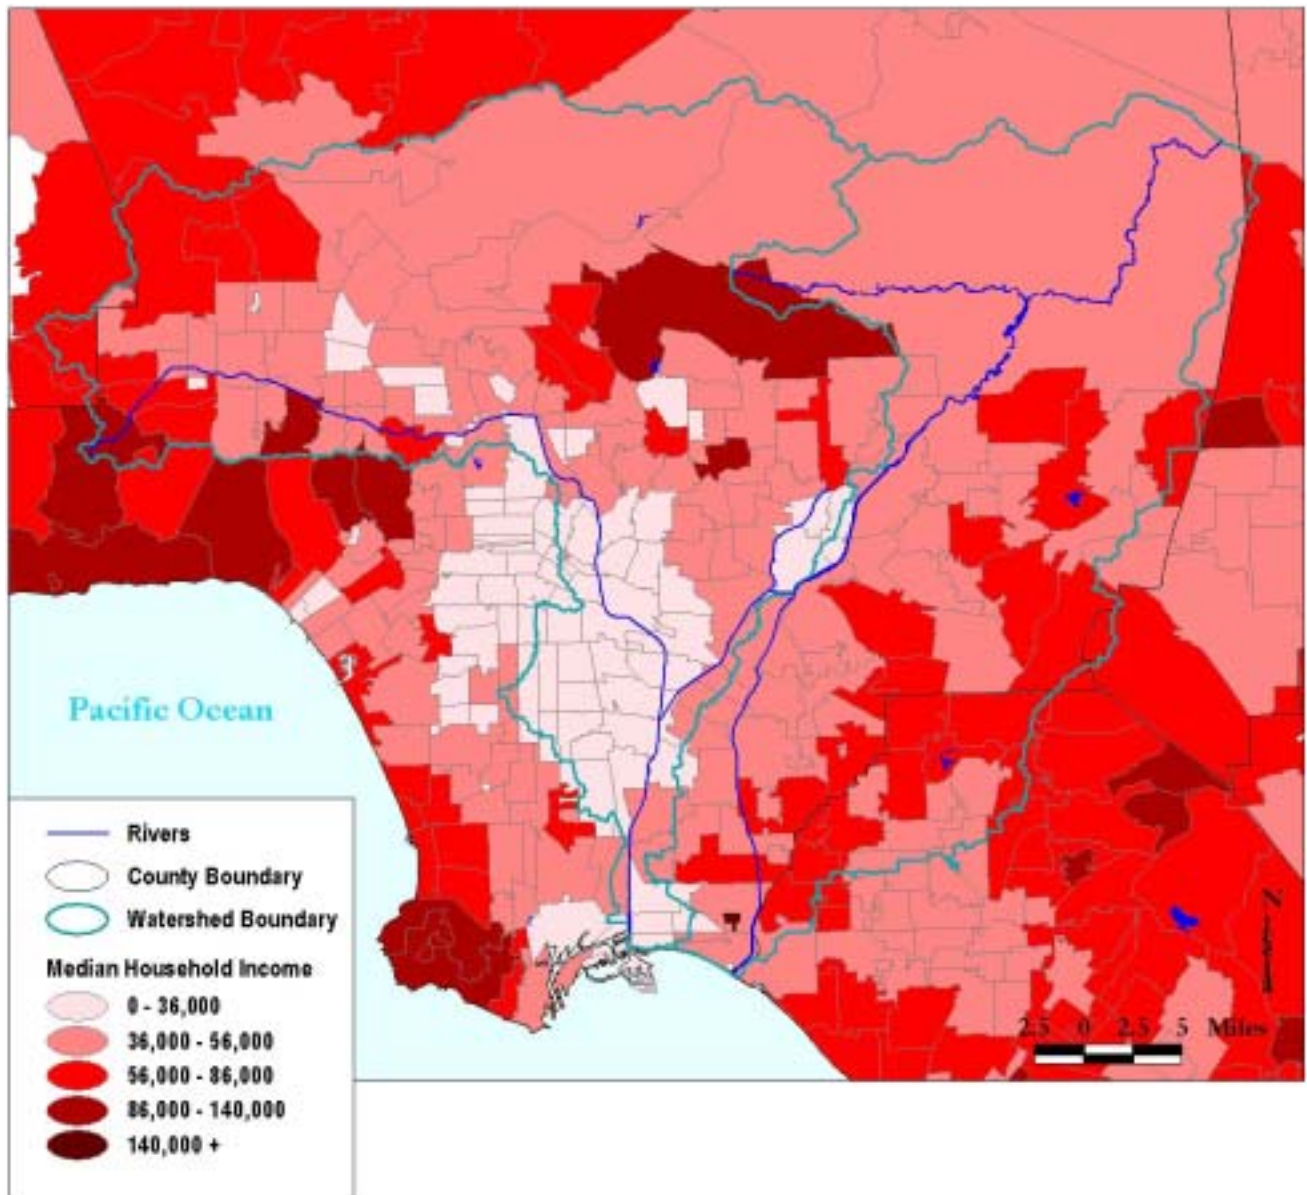 Pacific Ocean
Rivers
County Boundary
Watershed Boundary
Median Household Income
0 - 36,000
36,000 - 56,000
56,000 - 86,000
86,000 - 140,000
140,000 +
N
2.5 0 2.5 5 Miles